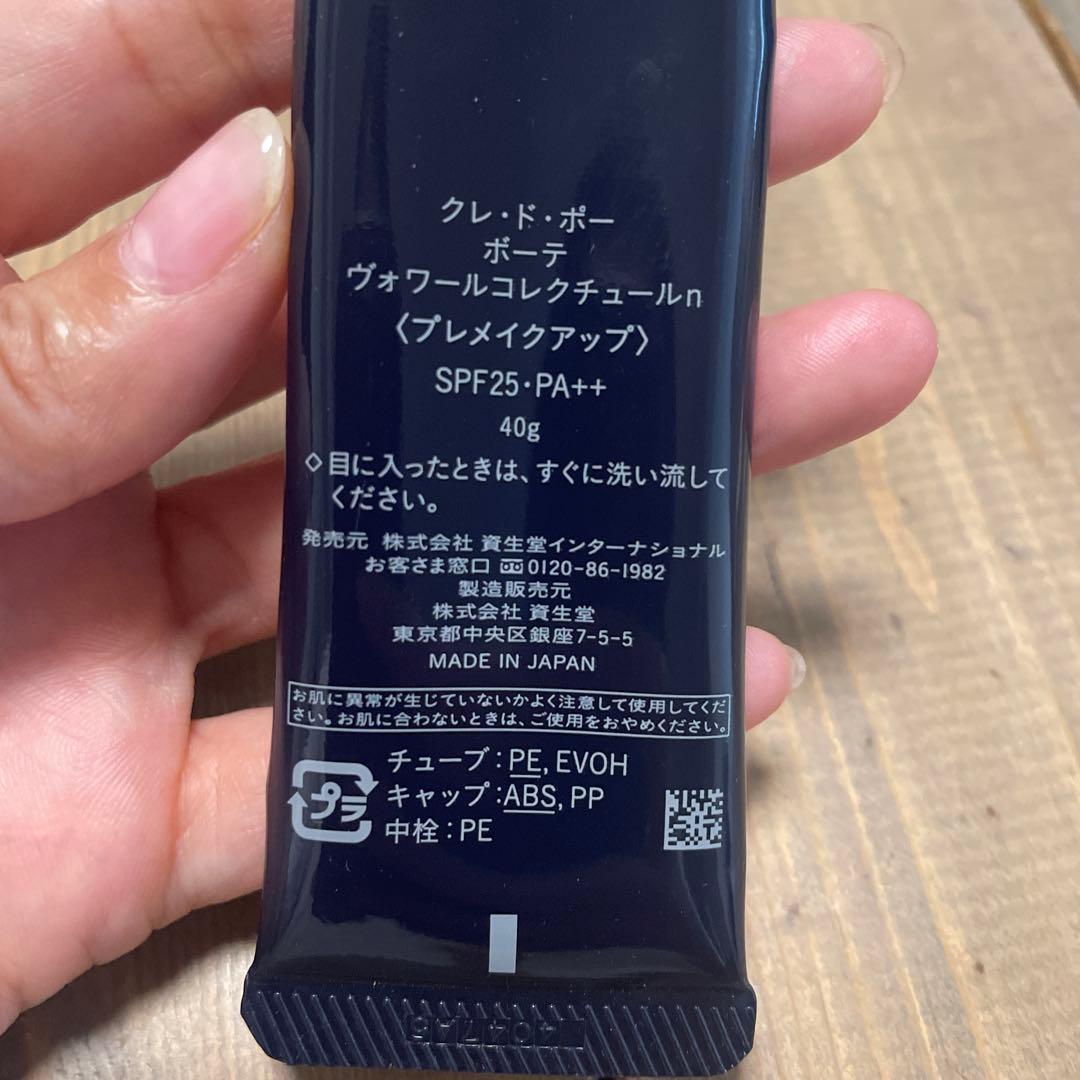 クレ・ド・ポー
ボーテ
ヴォワールコレクチュールn
〈プレメイクアップ〉
SPF25・PA++
40g
◇目に入ったときは、すぐに洗い流して
ください。
発売元 株式会社 資生堂インターナショナル
お客さま窓口 0120-86-1982
製造販売元
株式会社 資生堂
東京都中央区銀座7-5-5
MADE IN JAPAN
お肌に異常が生じていないかよく注意して使用してくだ
さい。お肌に合わないときは、ご使用をおやめください。
チューブ:PE, EVOH
プラ
キャップ:ABS, PP
中栓:PE